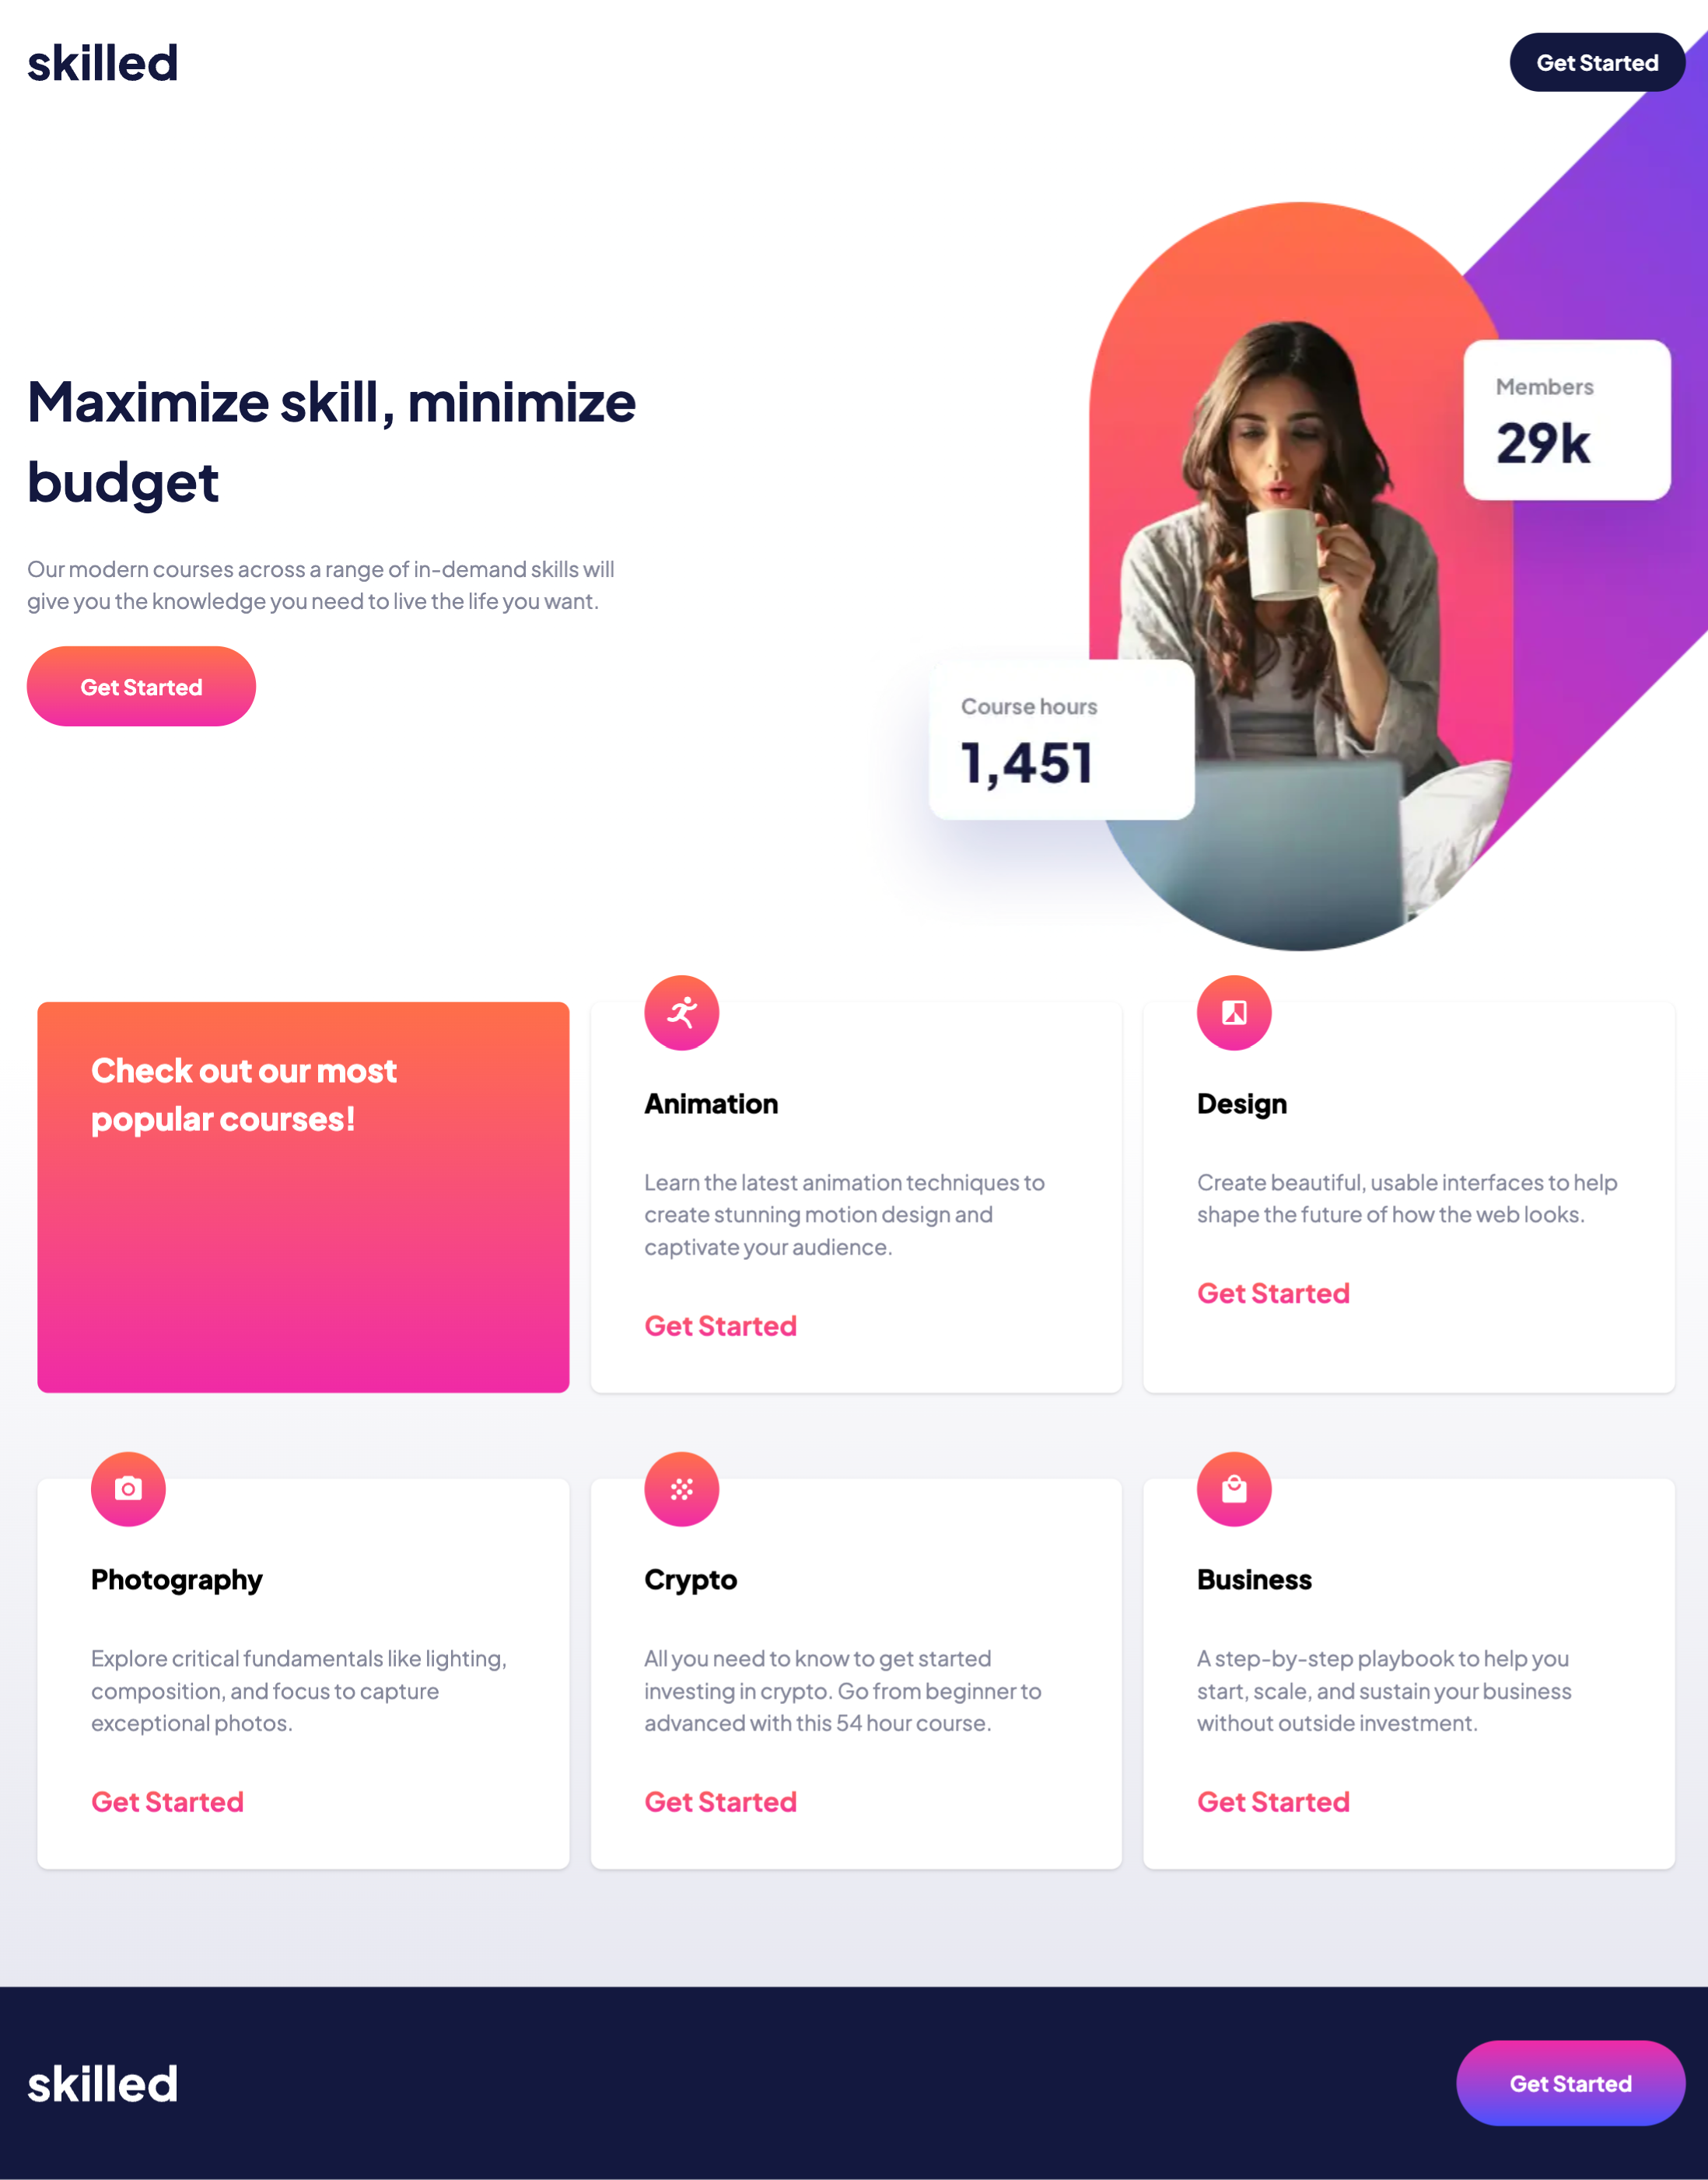 skilled
Get Started
Maximize skill, minimize
budget
Our modern courses across a range of in-demand skills will
give you the knowledge you need to live the life you want.
Get Started
Members
29k
Course hours
1,451
Check out our most
popular courses!
Animation
Learn the latest animation techniques to
create stunning motion design and
captivate your audience.
Get Started
Design
Create beautiful, usable interfaces to help
shape the future of how the web looks.
Get Started
Photography
Explore critical fundamentals like lighting,
composition, and focus to capture
exceptional photos.
Get Started
Crypto
All you need to know to get started
investing in crypto. Go from beginner to
advanced with this 54 hour course.
Get Started
Business
A step-by-step playbook to help you
start, scale, and sustain your business
without outside investment.
Get Started
skilled
Get Started